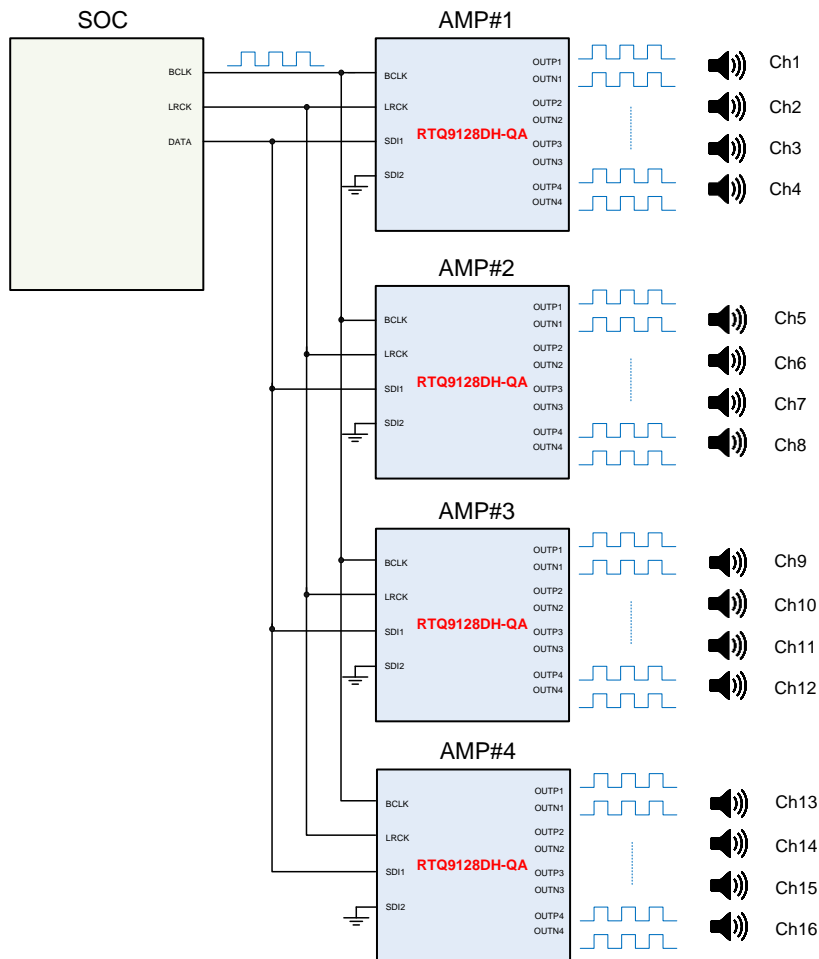 SOC
BCLK
LRCK
DATA
AMP#1
BCLK
LRCK
SDI1
SDI2
RTQ9128DH-QA
OUTP1
OUTN1
OUTP2
OUTN2
OUTP3
OUTN3
OUTP4
OUTN4
Ch1
Ch2
Ch3
Ch4
AMP#2
BCLK
LRCK
SDI1
SDI2
RTQ9128DH-QA
OUTP1
OUTN1
OUTP2
OUTN2
OUTP3
OUTN3
OUTP4
OUTN4
Ch5
Ch6
Ch7
Ch8
AMP#3
BCLK
LRCK
SDI1
SDI2
RTQ9128DH-QA
OUTP1
OUTN1
OUTP2
OUTN2
OUTP3
OUTN3
OUTP4
OUTN4
Ch9
Ch10
Ch11
Ch12
AMP#4
BCLK
LRCK
SDI1
SDI2
RTQ9128DH-QA
OUTP1
OUTN1
OUTP2
OUTN2
OUTP3
OUTN3
OUTP4
OUTN4
Ch13
Ch14
Ch15
Ch16